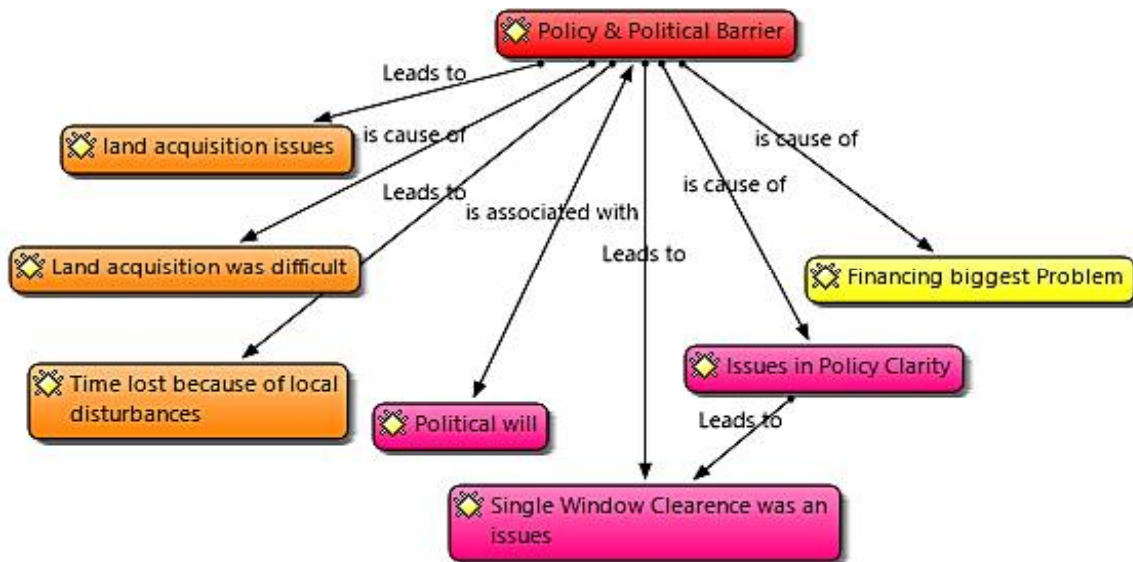 Policy & Political Barrier
Leads to
land acquisition issues
is cause of
is cause of
is cause of
Leads to
is associated with
Leads to
Land acquisition was difficult
Financing biggest Problem
Time lost because of local
disturbances
Issues in Policy Clarity
Political will
Leads to
Single Window Clearence was an
issues